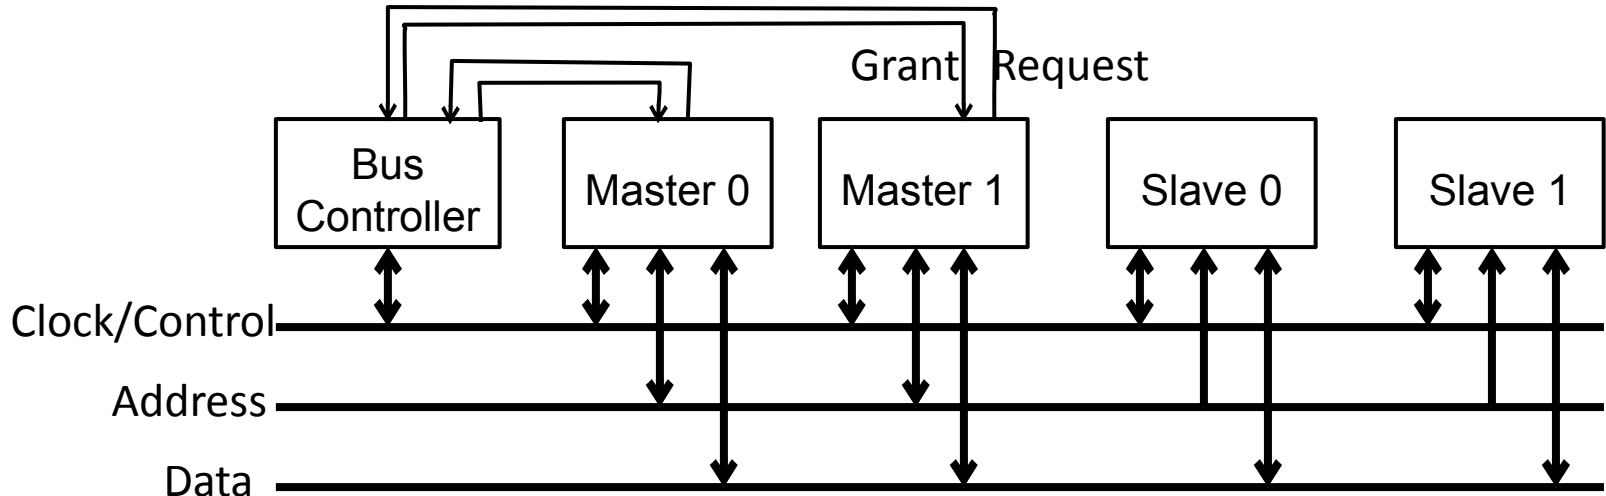 Grant Request
Bus
Controller
Master 0
Master 1
Slave 0
Slave 1
Clock/Control
Address
Data